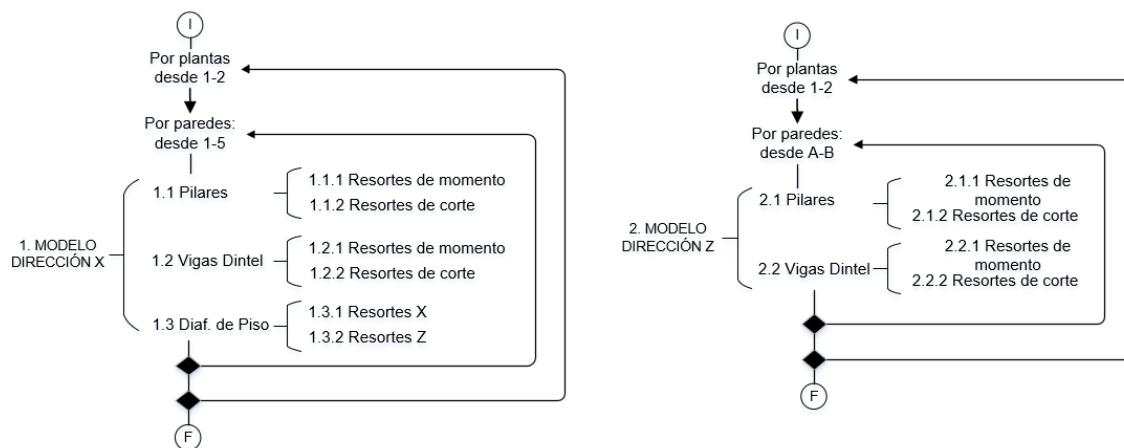 I
Por plantas
desde 1-2
Por paredes:
desde 1-5
1. MODELO
DIRECCIÓN X
1.1 Pilares
1.1.1 Resortes de momento
1.1.2 Resortes de corte
1.2 Vigas Dintel
1.2.1 Resortes de momento
1.2.2 Resortes de corte
1.3 Diaf. de Piso
1.3.1 Resortes X
1.3.2 Resortes Z
F
I
Por plantas
desde 1-2
Por paredes:
desde A-B
2. MODELO
DIRECCIÓN Z
2.1 Pilares
2.1.1 Resortes de
momento
2.1.2 Resortes de corte
2.2 Vigas Dintel
2.2.1 Resortes de
momento
2.2.2 Resortes de corte
F